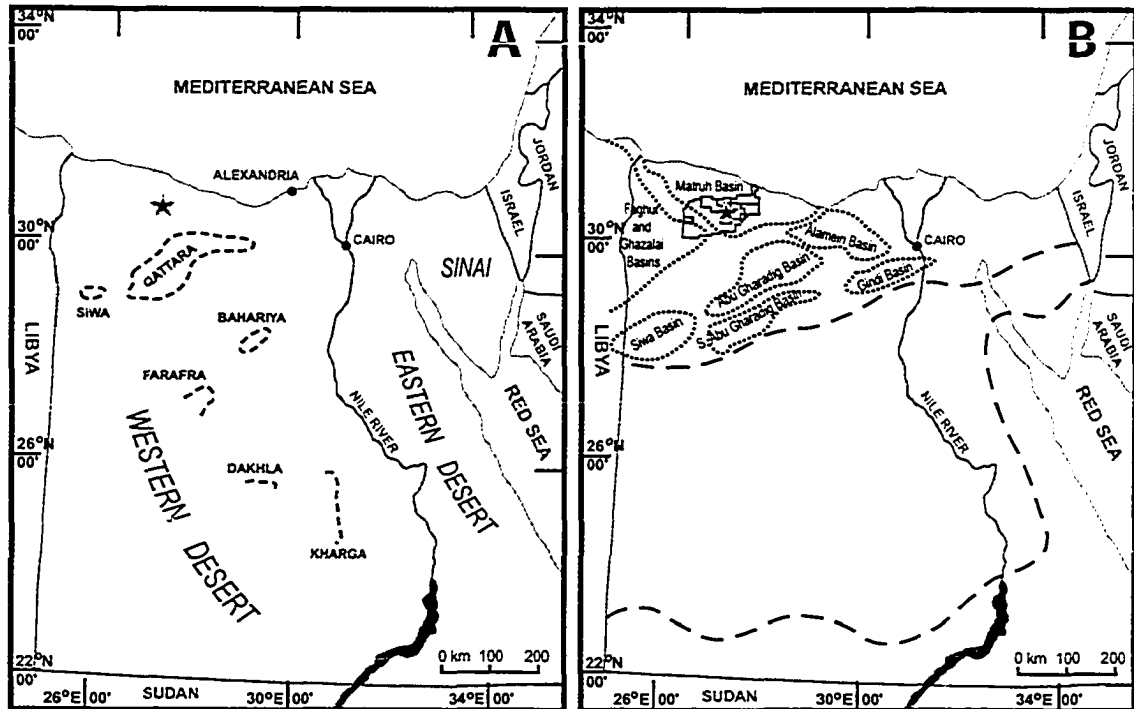 34°N
00'
A
MEDITERRANEAN SEA
ALEXANDRIA
JORDAN
ISRAEL
30°N
00'
CAIRO
QATTARA
SINAI
SIWA
LIBYA
BAHARIYA
SAUDI
ARABIA
FARAFRA
EASTERN DESERT
RED SEA
NILE RIVER
WESTERN DESERT
26°N
00'
DAKHLA
KHARGA
22°N
00'
0 km 100 200
26°E 00'
SUDAN
30°00'
34°E 00'
34°N
00'
B
MEDITERRANEAN SEA
JORDAN
ISRAEL
Matruh Basin
Faghur
and
Ghazalai
Basins
30°N
00'
Alamein Basin
CAIRO
Abu Gharadig Basin
Gindi Basin
S. Abu Gharadig Basin
Siwa Basin
LIBYA
SAUDI
ARABIA
RED SEA
NILE RIVER
26°N
00'
22°N
00'
0 km 100 200
26°E 00'
SUDAN
30°00'
34°E 00'